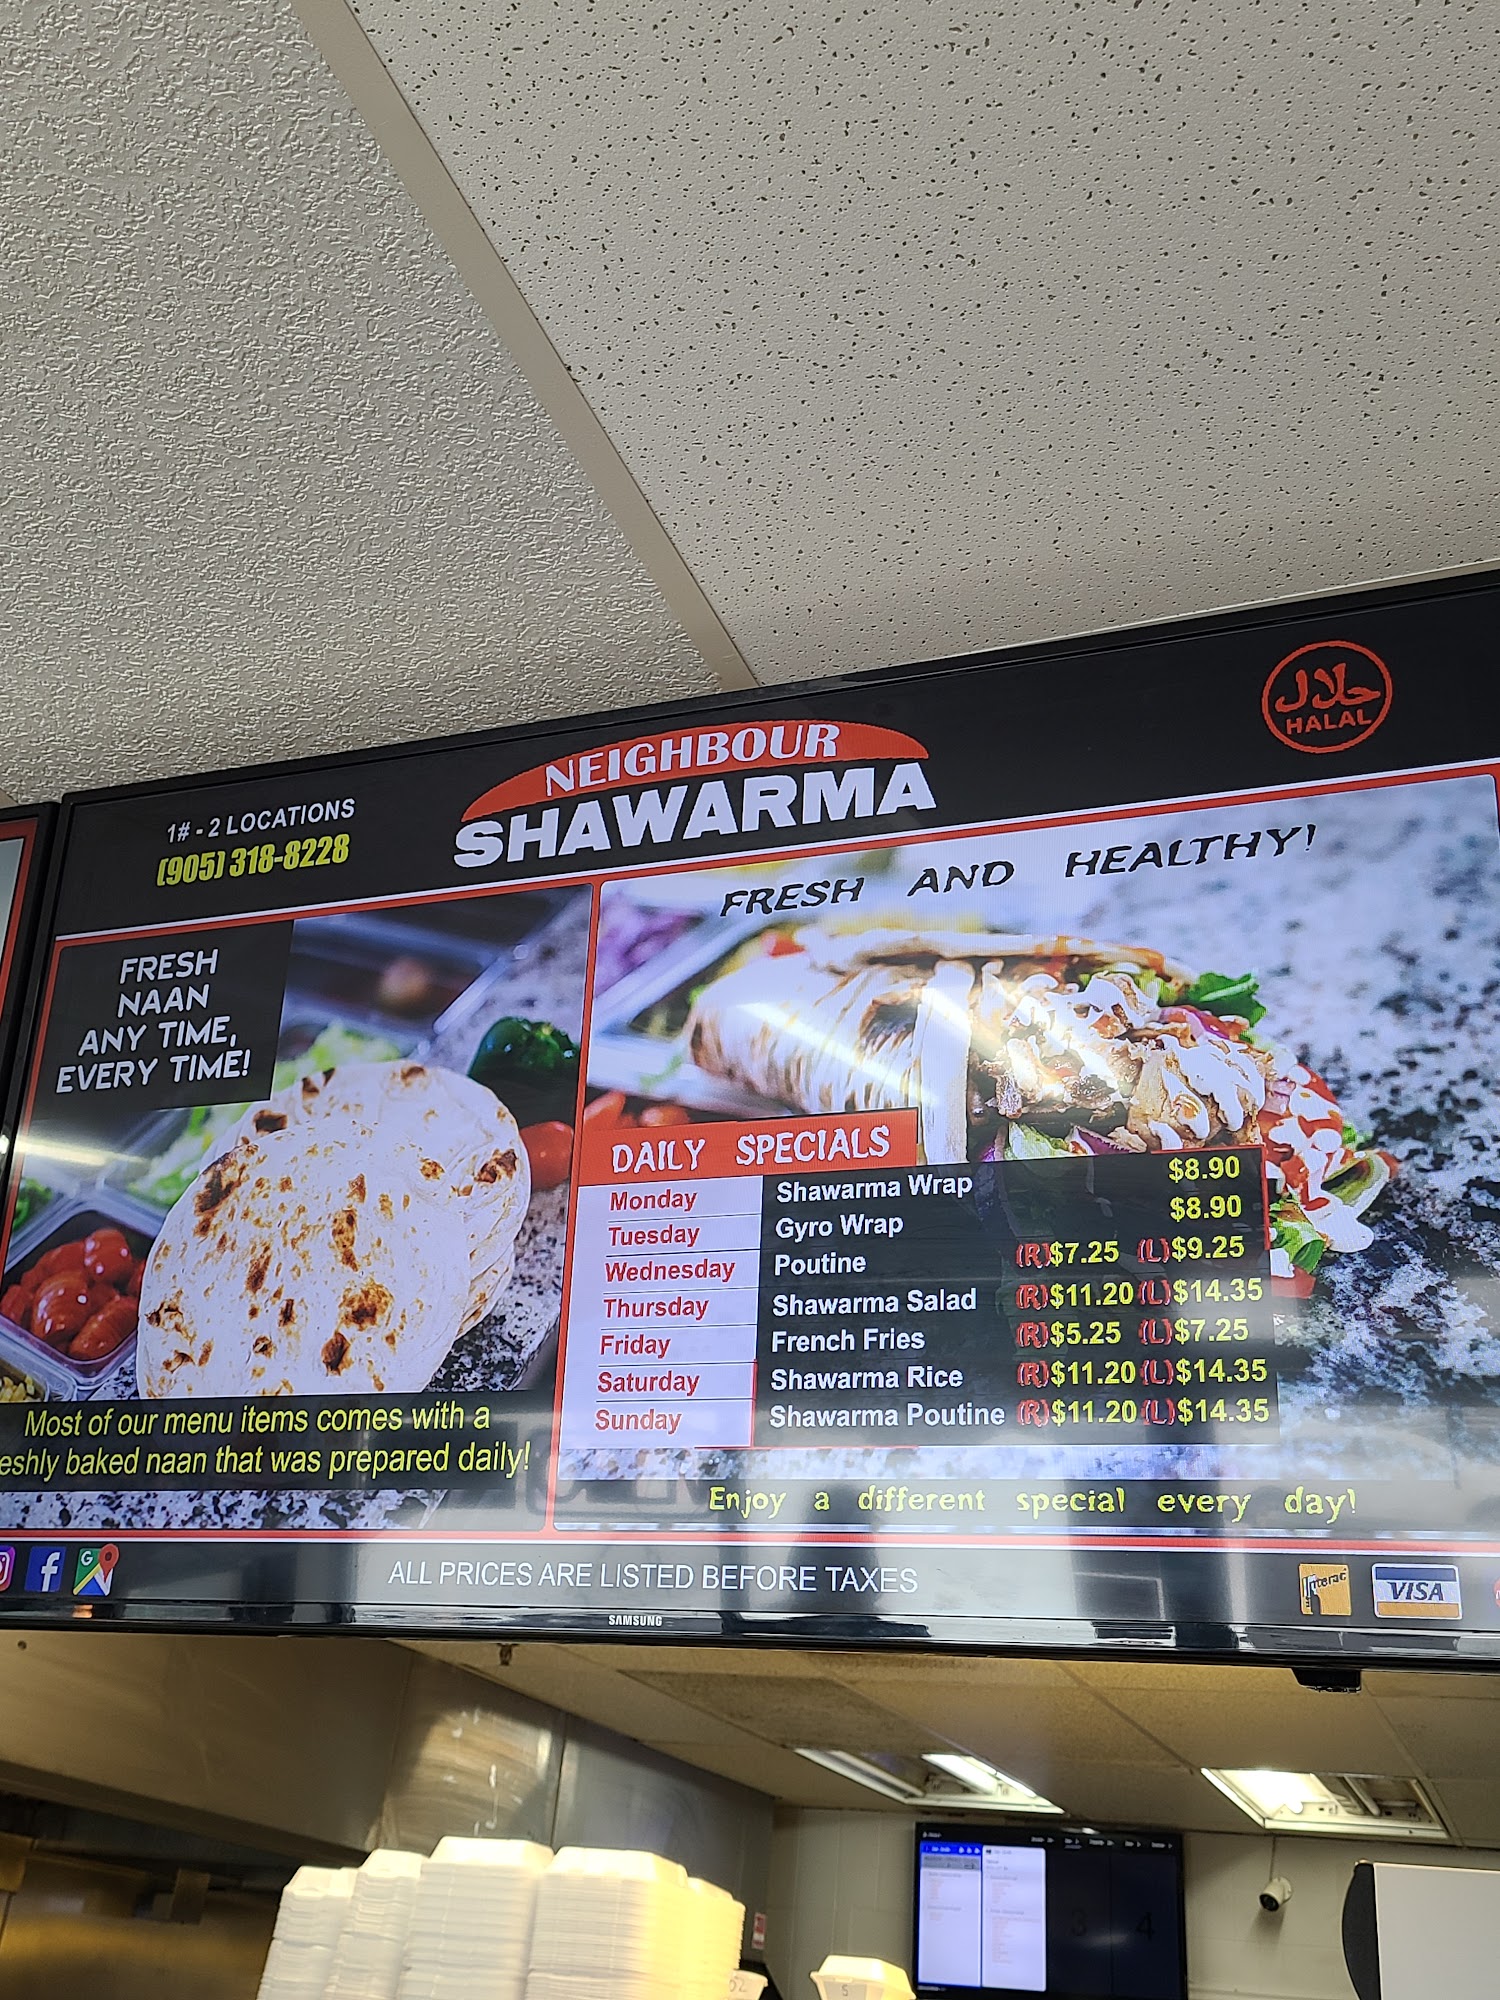 1# - 2 LOCATIONS
(905) 318-8228
NEIGHBOUR
SHAWARMA
حلال
HALAL
FRESH
NAAN
ANY TIME,
EVERY TIME!
FRESH AND HEALTHY!
DAILY SPECIALS
Monday Shawarma Wrap $8.90
Tuesday Gyro Wrap $8.90
Wednesday Poutine (R)$7.25 (L)$9.25
Thursday Shawarma Salad (R)$11.20 (L)$14.35
Friday French Fries (R)$5.25 (L)$7.25
Saturday Shawarma Rice (R)$11.20 (L)$14.35
Sunday Shawarma Poutine (R)$11.20 (L)$14.35
Most of our menu items comes with a
eshly baked naan that was prepared daily!
Enjoy a different special every day!
ALL PRICES ARE LISTED BEFORE TAXES
Interac
VISA
SAMSUNG
3 4